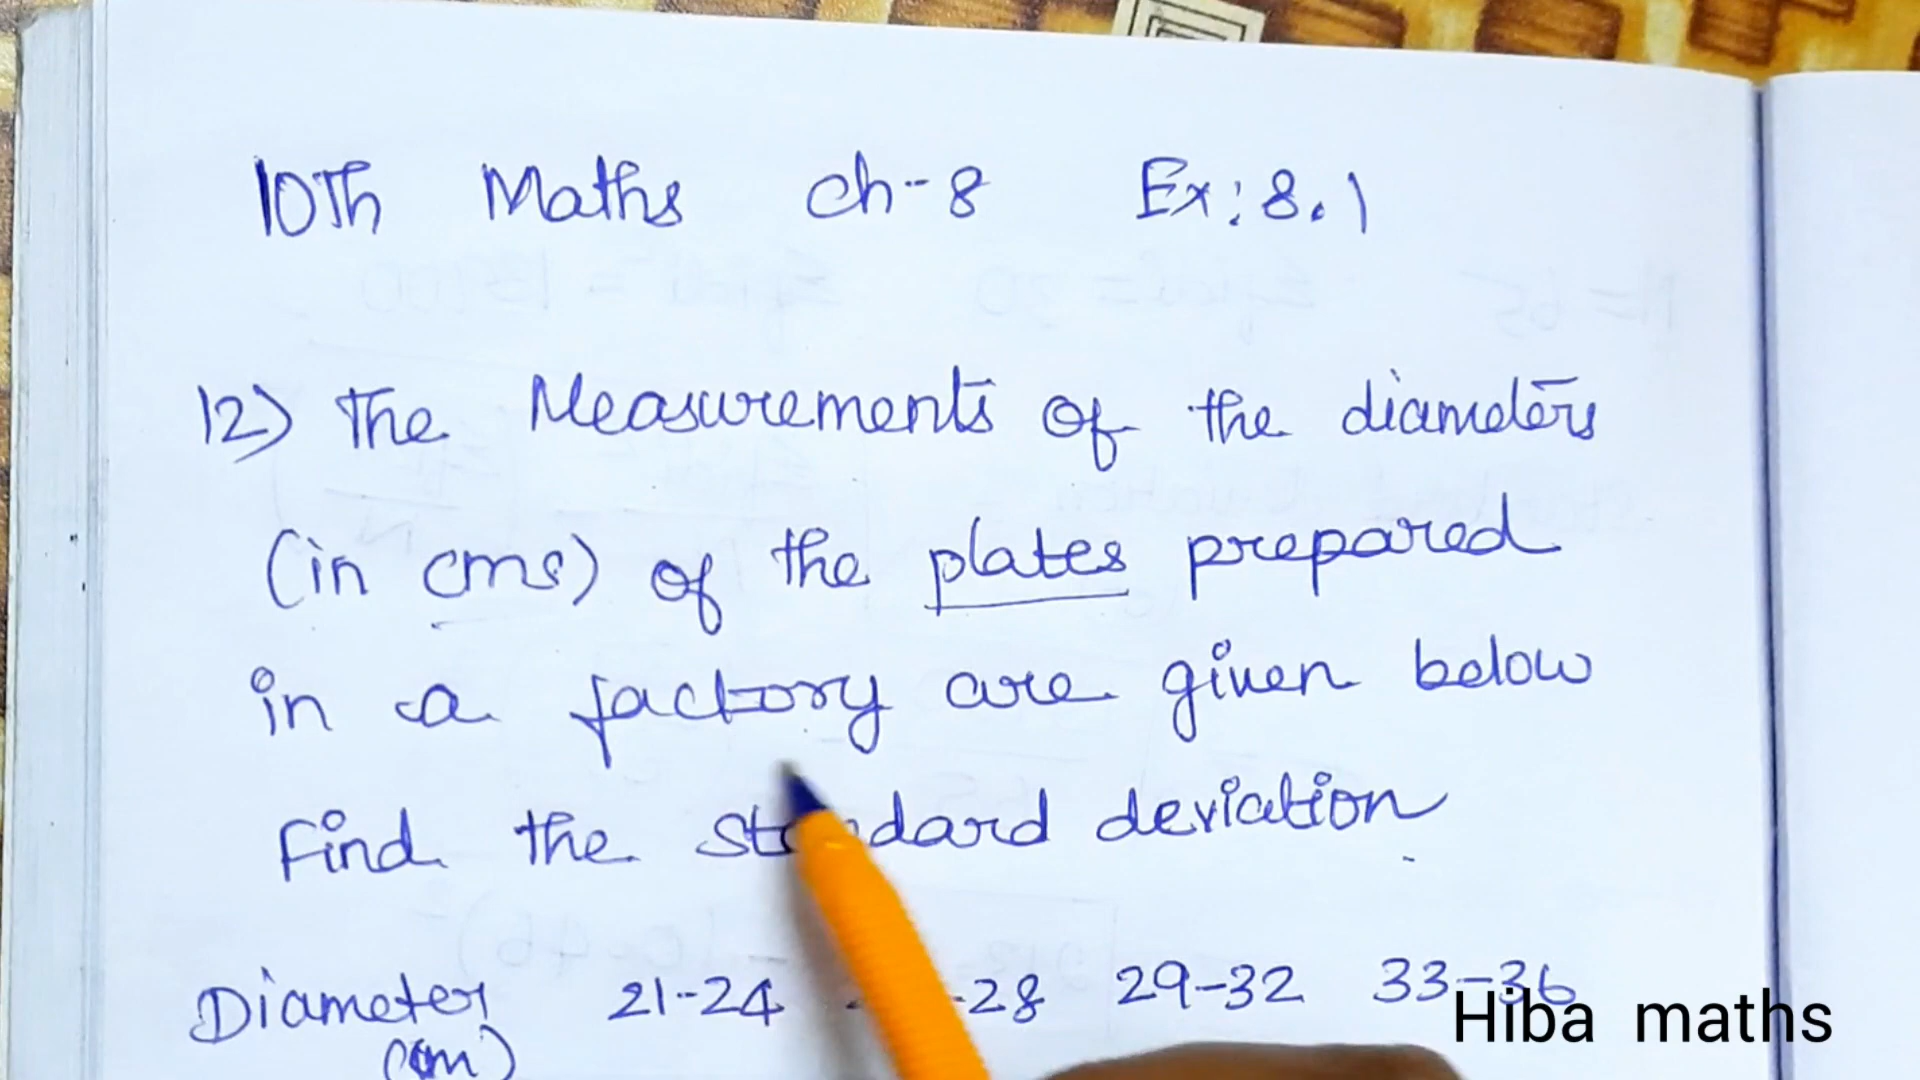 10Th Maths ch-8 Ex: 8.1
12) The Measurements of the diameters
(in cms) of the plates prepared
in a factory are given below
Find the deviation
Diameter 21-24 -28 29-32 33-36
(cm)
Hiba maths